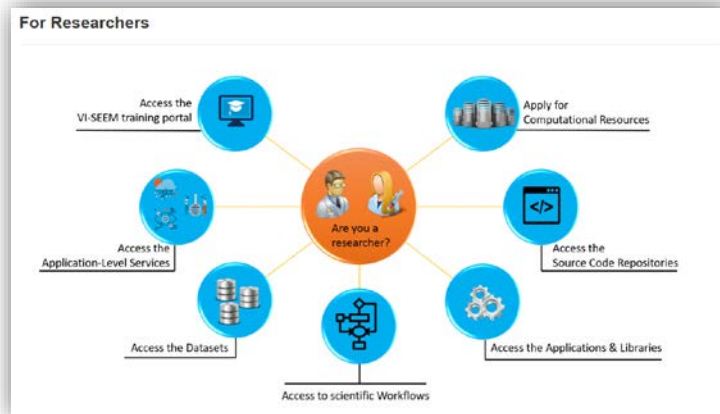 For Researchers
Access the
VI-SEEM training portal
Apply for
Computational Resources
Are you a
researcher?
Access the
Application-Level Services
</>
Access the
Source Code Repositories
Access the Datasets
Access the Applications & Libraries
Access to scientific Workflows